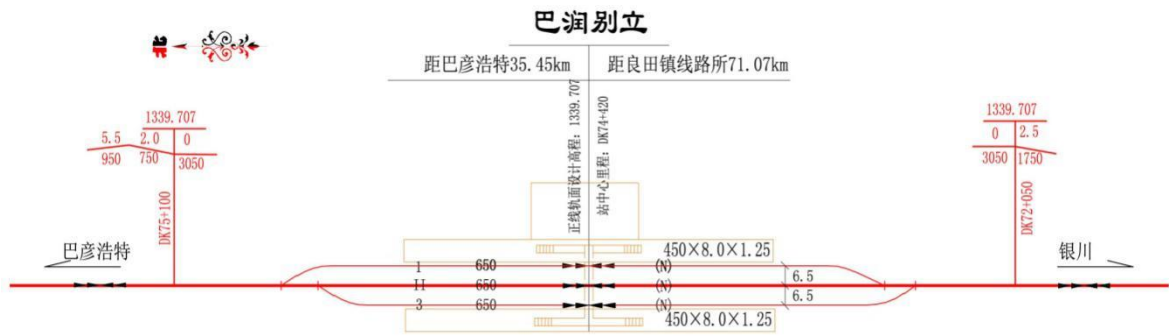 巴润别立
北
距巴彦浩特35.45km
距良田镇线路所71.07km
正线轨面设计高程：1339.707
站中心里程：DK74+420
1339.707
5.5 2.0 0
950 750 3050
DK75+100
1339.707
0 2.5
3050 1750
DK72+050
巴彦浩特
银川
450×8.0×1.25
1 650 (N)
6.5
II 650 (N)
6.5
3 650 (N)
450×8.0×1.25